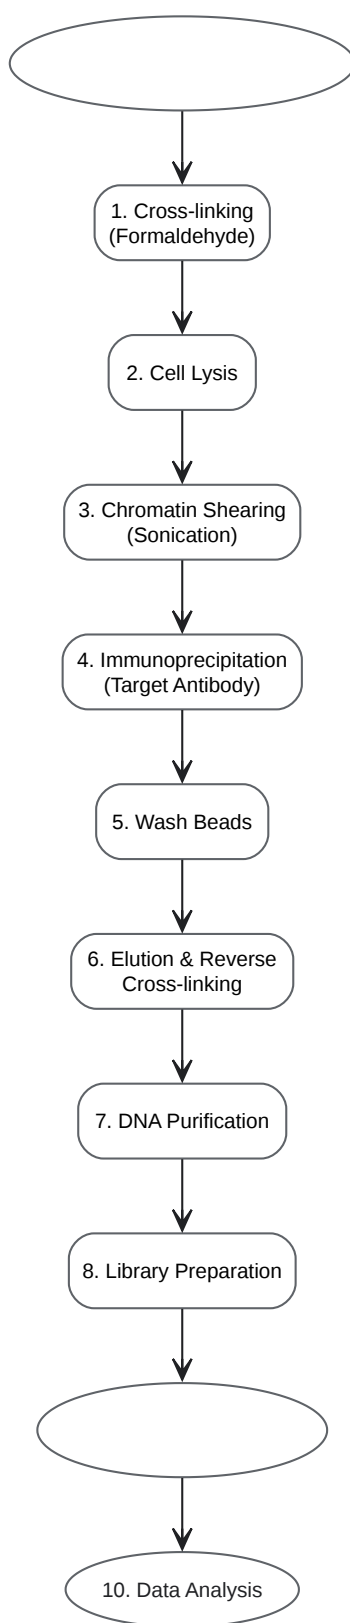 1. Cross-linking
(Formaldehyde)
2. Cell Lysis
3. Chromatin Shearing
(Sonication)
4. Immunoprecipitation
(Target Antibody)
5. Wash Beads
6. Elution & Reverse
Cross-linking
7. DNA Purification
8. Library Preparation
10. Data Analysis